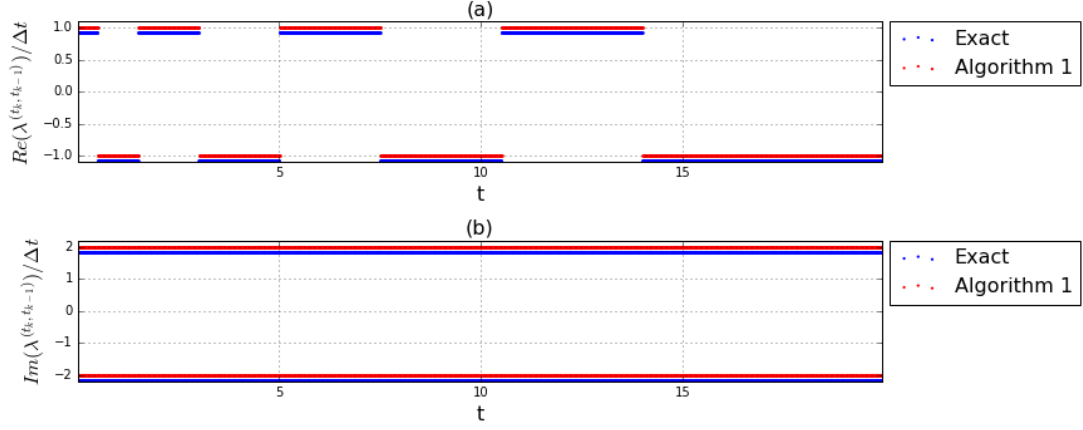 (a)
Re(λ^(t_k, t_{k−1}))/Δt
1.0
0.5
0.0
−0.5
−1.0
5
10
15
t
Exact
Algorithm 1
(b)
Im(λ^(t_k, t_{k−1}))/Δt
2
1
0
−1
−2
5
10
15
t
Exact
Algorithm 1